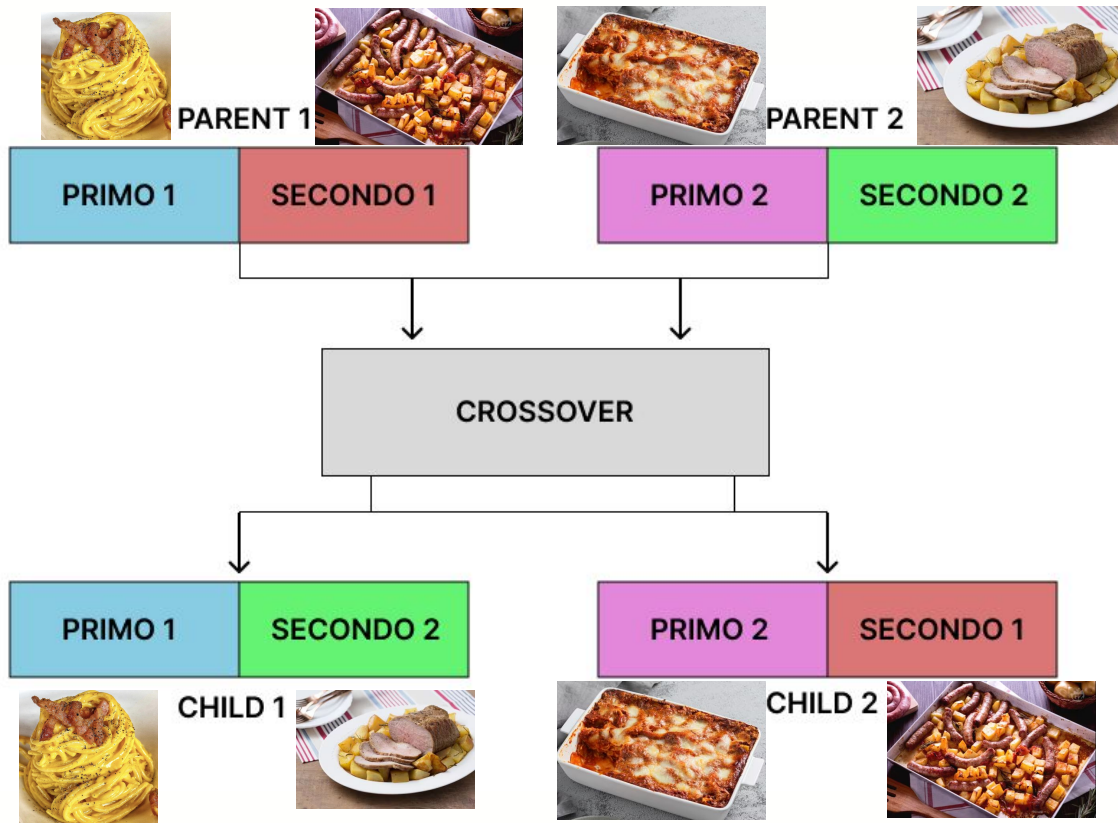 PARENT 1
PARENT 2
PRIMO 1
SECONDO 1
PRIMO 2
SECONDO 2
CROSSOVER
PRIMO 1
SECONDO 2
PRIMO 2
SECONDO 1
CHILD 1
CHILD 2